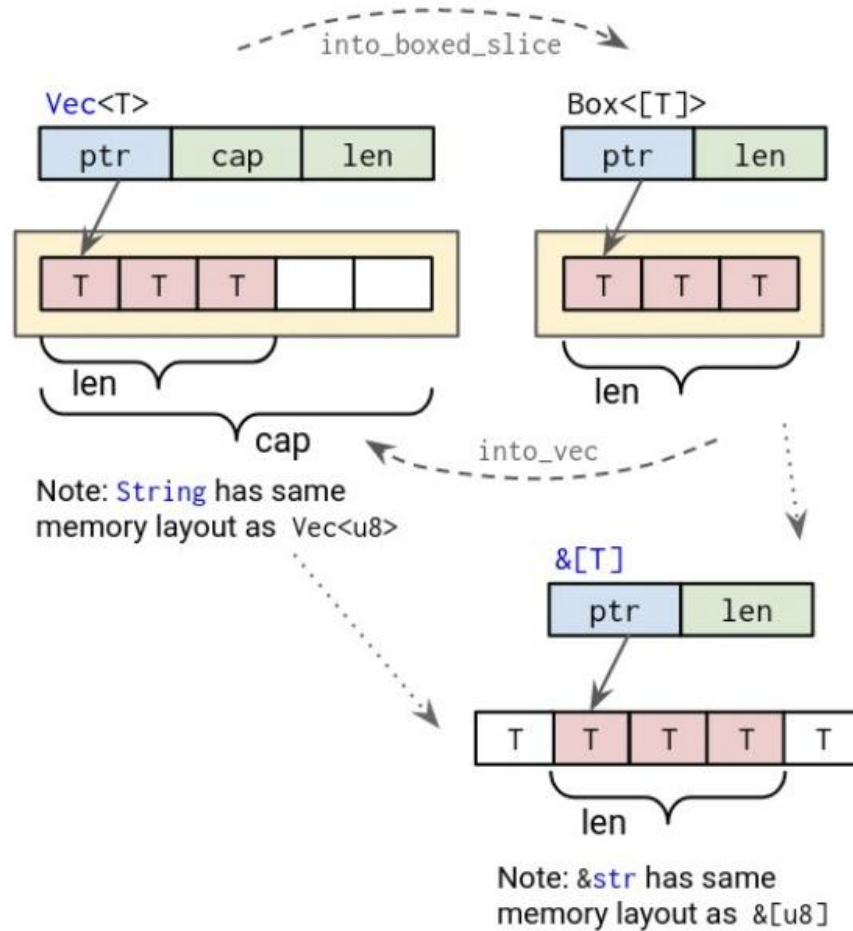 into_boxed_slice
Vec<T>
Box<[T]>
ptr cap len
ptr len
T T T
T T T
len
len
cap
into_vec
Note: String has same
memory layout as Vec<u8>
&[T]
ptr len
T T T T T
len
Note: &str has same
memory layout as &[u8]